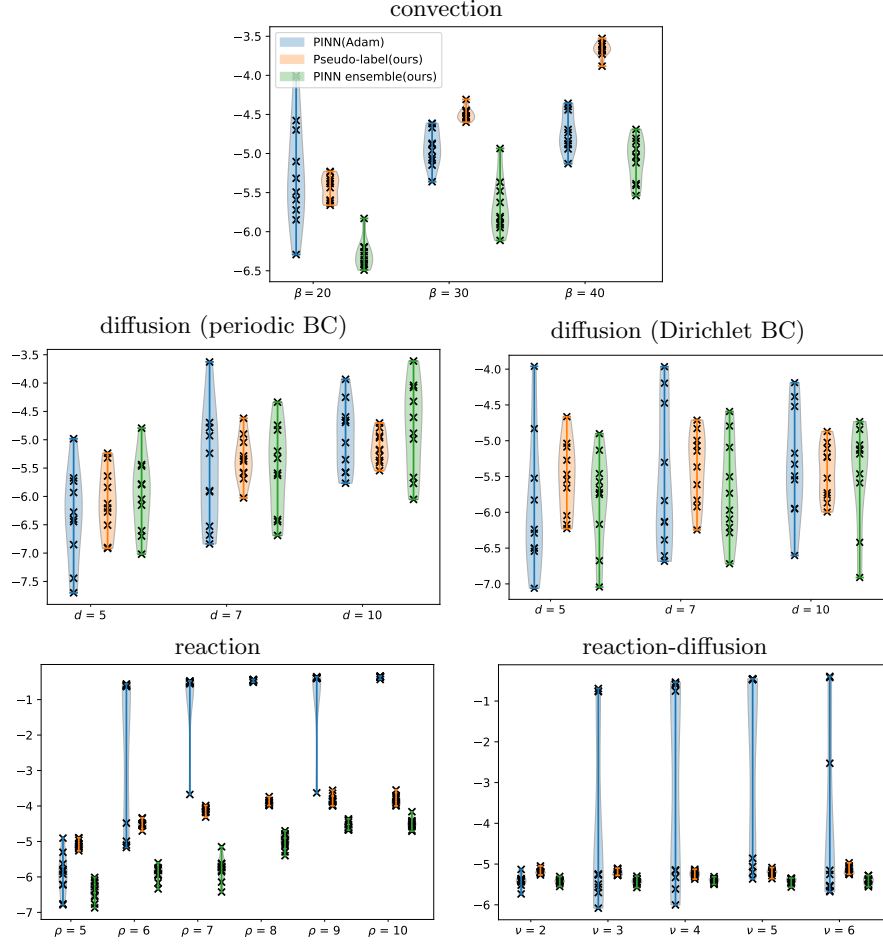 convection
−3.5
−4.0
−4.5
−5.0
−5.5
−6.0
−6.5
PINN(Adam)
Pseudo-label(ours)
PINN ensemble(ours)
β = 20 β = 30 β = 40
diffusion (periodic BC)
−3.5
−4.0
−4.5
−5.0
−5.5
−6.0
−6.5
−7.0
−7.5
d = 5 d = 7 d = 10
diffusion (Dirichlet BC)
−4.0
−4.5
−5.0
−5.5
−6.0
−6.5
−7.0
d = 5 d = 7 d = 10
reaction
−1
−2
−3
−4
−5
−6
−7
ρ = 5 ρ = 6 ρ = 7 ρ = 8 ρ = 9 ρ = 10
reaction-diffusion
−1
−2
−3
−4
−5
−6
ν = 2 ν = 3 ν = 4 ν = 5 ν = 6